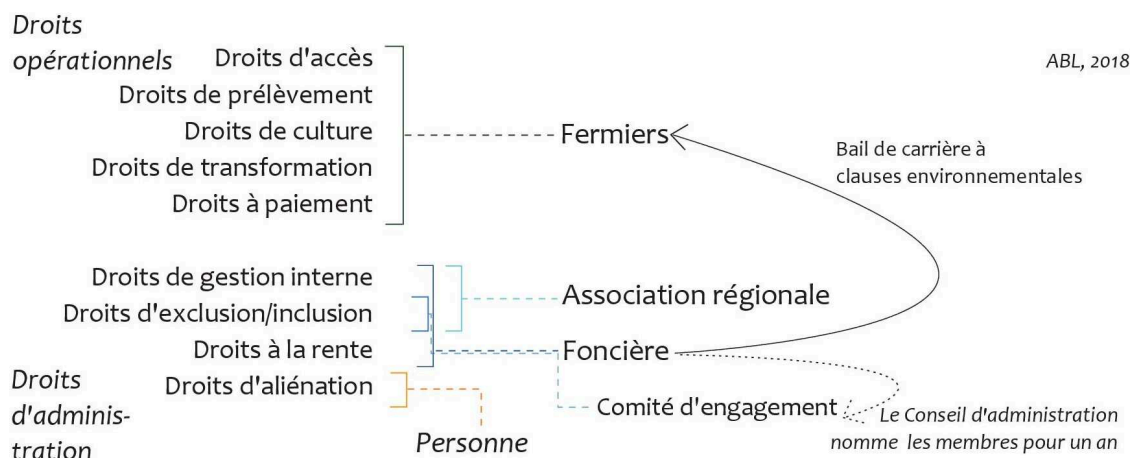 Droits
opérationnels
Droits d'accès
Droits de prélèvement
Droits de culture
Droits de transformation
Droits à paiement
Fermiers
ABL, 2018
Bail de carrière à
clauses environnementales
Droits de gestion interne
Droits d'exclusion/inclusion
Droits à la rente
Droits d'aliénation
Droits
d'adminis-
tration
Association régionale
Foncière
Comité d'engagement
Personne
Le Conseil d'administration
nomme les membres pour un an